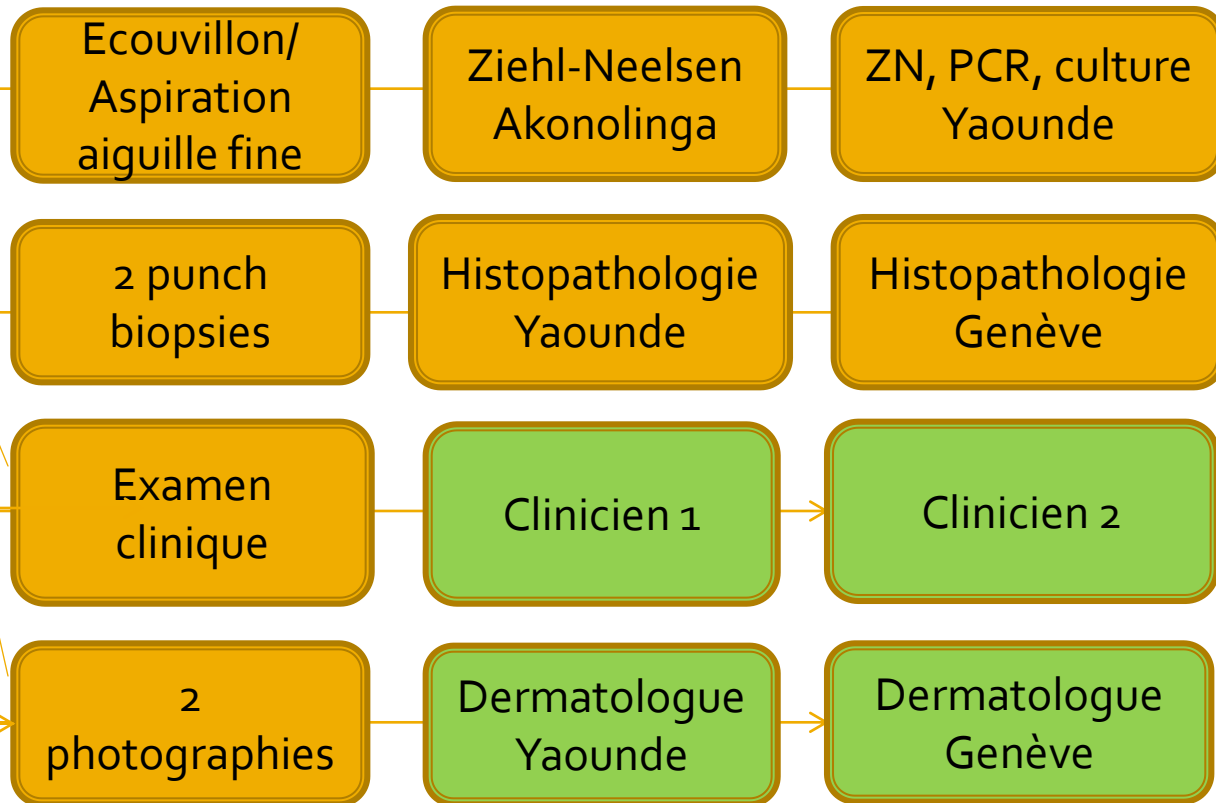 Ecouvillon/
Aspiration
aiguille fine
Ziehl-Neelsen
Akonolinga
ZN, PCR, culture
Yaounde
2 punch
biopsies
Histopathologie
Yaounde
Histopathologie
Genève
Examen
clinique
Clinicien 1
Clinicien 2
2
photographies
Dermatologue
Yaounde
Dermatologue
Genève